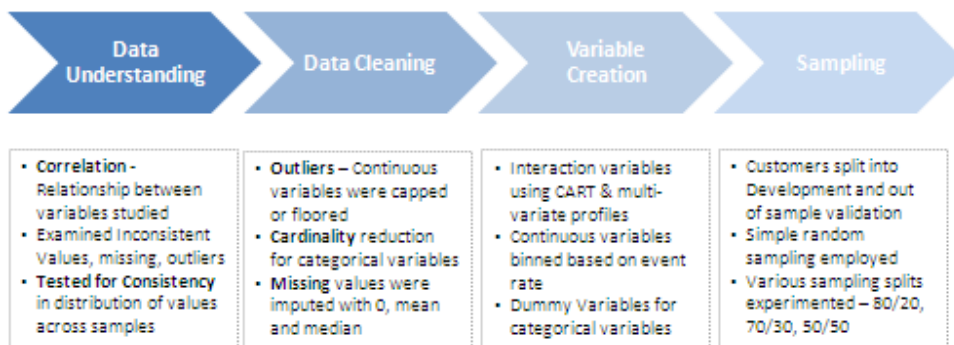 Data
Understanding
Data Cleaning
Variable
Creation
Sampling
• Correlation -
Relationship between
variables studied
• Examined Inconsistent
Values, missing, outliers
• Tested for Consistency
in distribution of values
across samples
• Outliers – Continuous
variables were capped
or floored
• Cardinality reduction
for categorical variables
• Missing values were
imputed with 0, mean
and median
• Interaction variables
using CART & multi-
variate profiles
• Continuous variables
binned based on event
rate
• Dummy Variables for
categorical variables
• Customers split into
Development and out
of sample validation
• Simple random
sampling employed
• Various sampling splits
experimented – 80/20,
70/30, 50/50